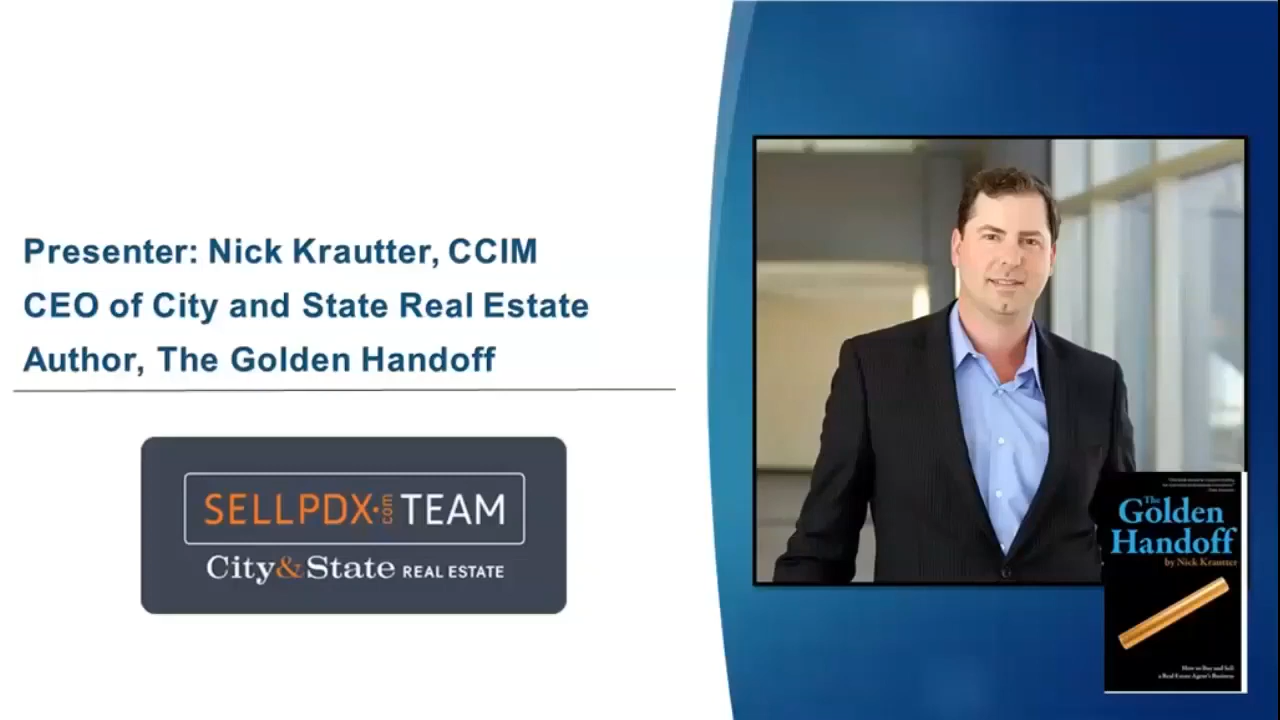 Presenter: Nick Krautter, CCIM
CEO of City and State Real Estate
Author, The Golden Handoff
SELLPDX.com TEAM
City&State REAL ESTATE
The
Golden
Handoff
by Nick Krautter
How to Buy and Sell
a Real Estate Agent's Business